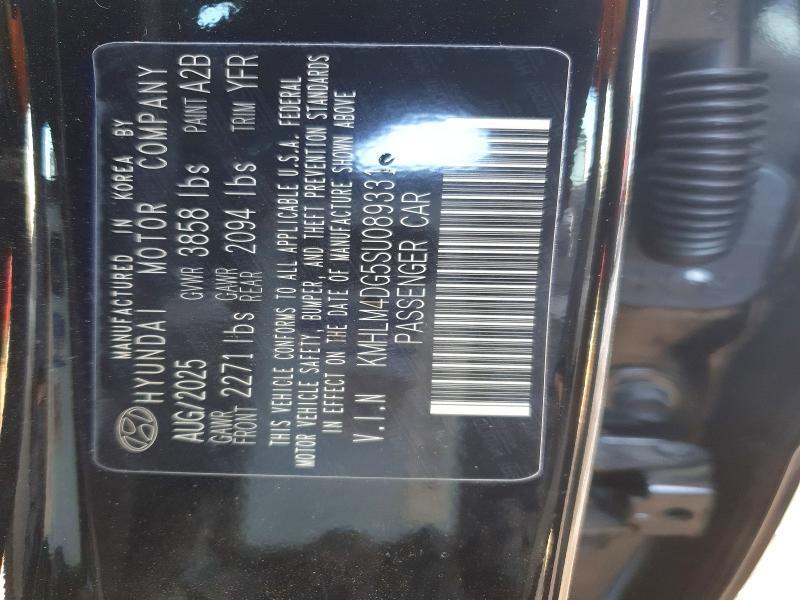 MANUFACTURED IN KOREA BY
HYUNDAI MOTOR COMPANY
AUG/2025 GVWR 3858 lbs PAINT A2B
GAWR FRONT 2271 lbs GAWR REAR 2094 lbs TRIM YFR
THIS VEHICLE CONFORMS TO ALL APPLICABLE U.S.A. FEDERAL
MOTOR VEHICLE SAFETY, BUMPER, AND THEFT PREVENTION STANDARDS
IN EFFECT ON THE DATE OF MANUFACTURE SHOWN ABOVE
V.I.N KMHLM4DG5SU089331
PASSENGER CAR